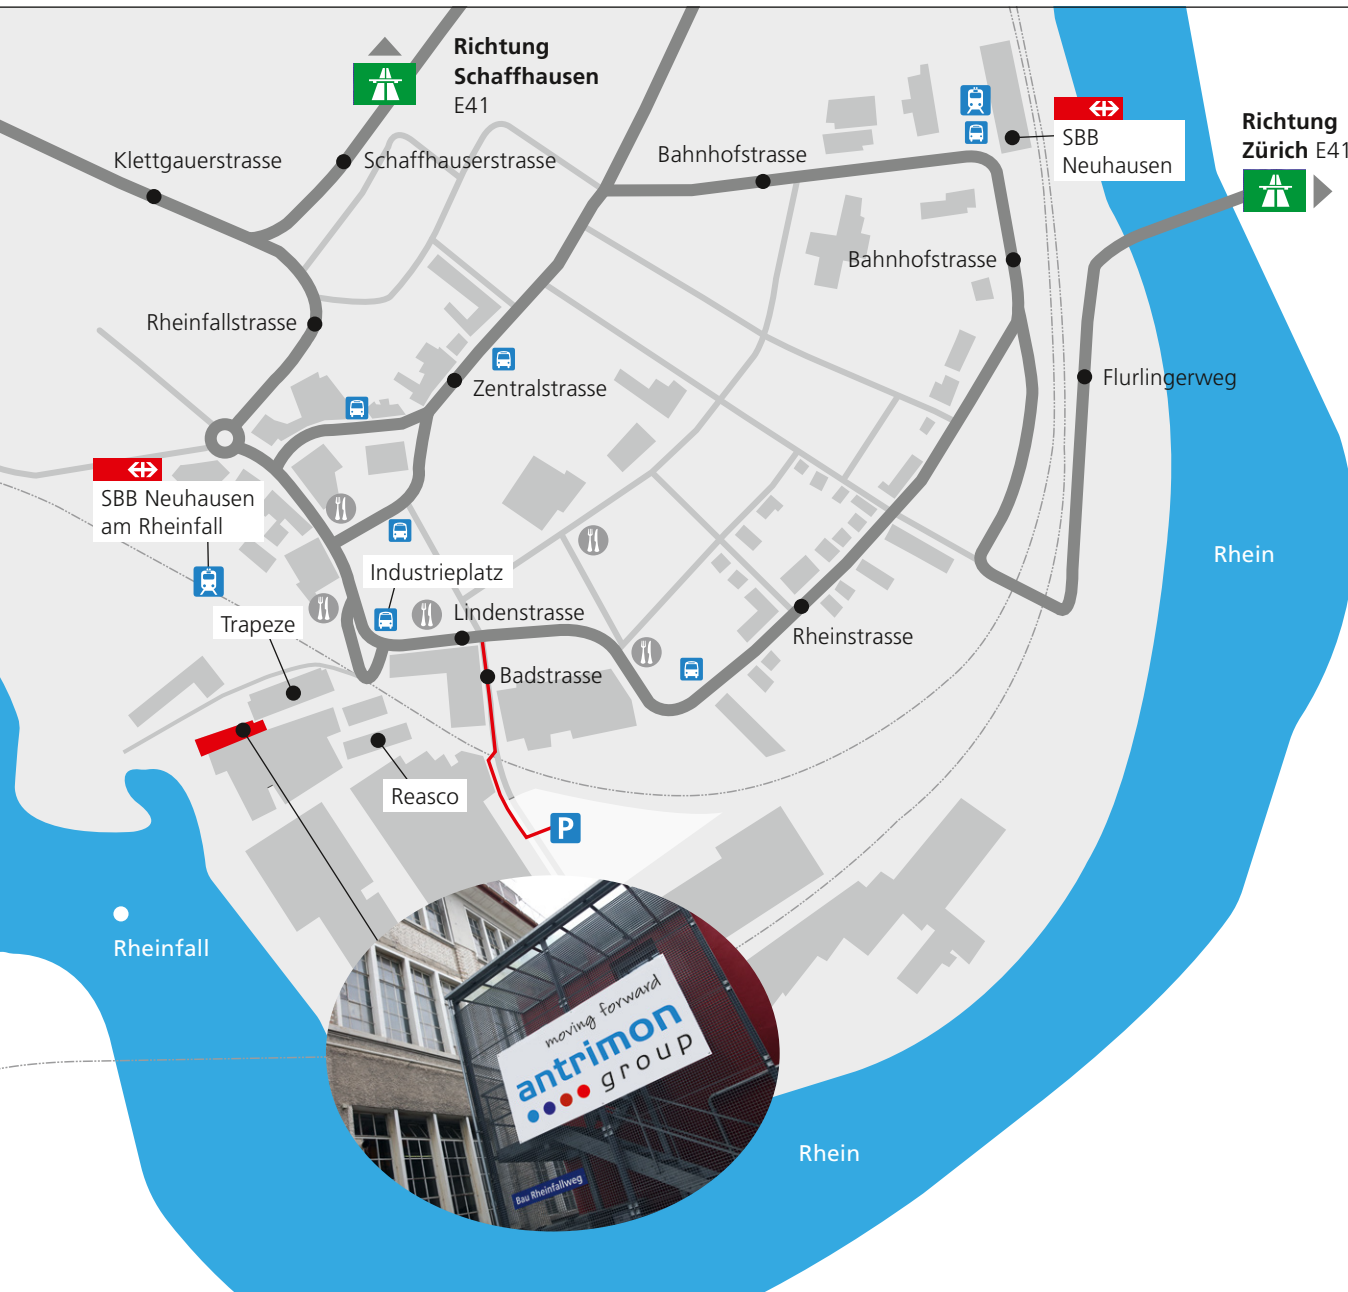 Richtung
Schaffhausen
E41
Klettgauerstrasse
Schaffhauserstrasse
Bahnhofstrasse
SBB
Neuhausen
Richtung
Zürich E41
Bahnhofstrasse
Rheinfallstrasse
Zentralstrasse
Flurlingerweg
SBB Neuhausen
am Rheinfall
Rhein
Industrieplatz
Lindenstrasse
Trapeze
Rheinstrasse
Badstrasse
Reasco
P
Rheinfall
moving forward
antrimon
group
Bau Rheinfallweg
Rhein